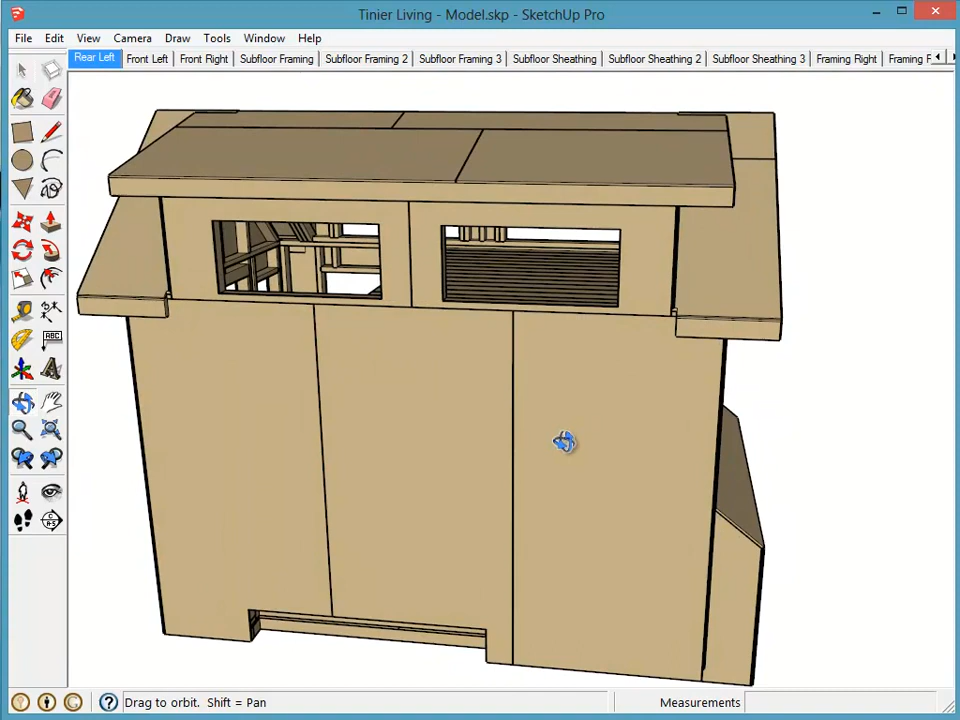 Tinier Living - Model.skp - SketchUp Pro
File Edit View Camera Draw Tools Window Help
Rear Left Front Left Front Right Subfloor Framing Subfloor Framing 2 Subfloor Framing 3 Subfloor Sheathing Subfloor Sheathing 2 Subfloor Sheathing 3 Framing Right Framing F
ABC
Drag to orbit. Shift = Pan Measurements